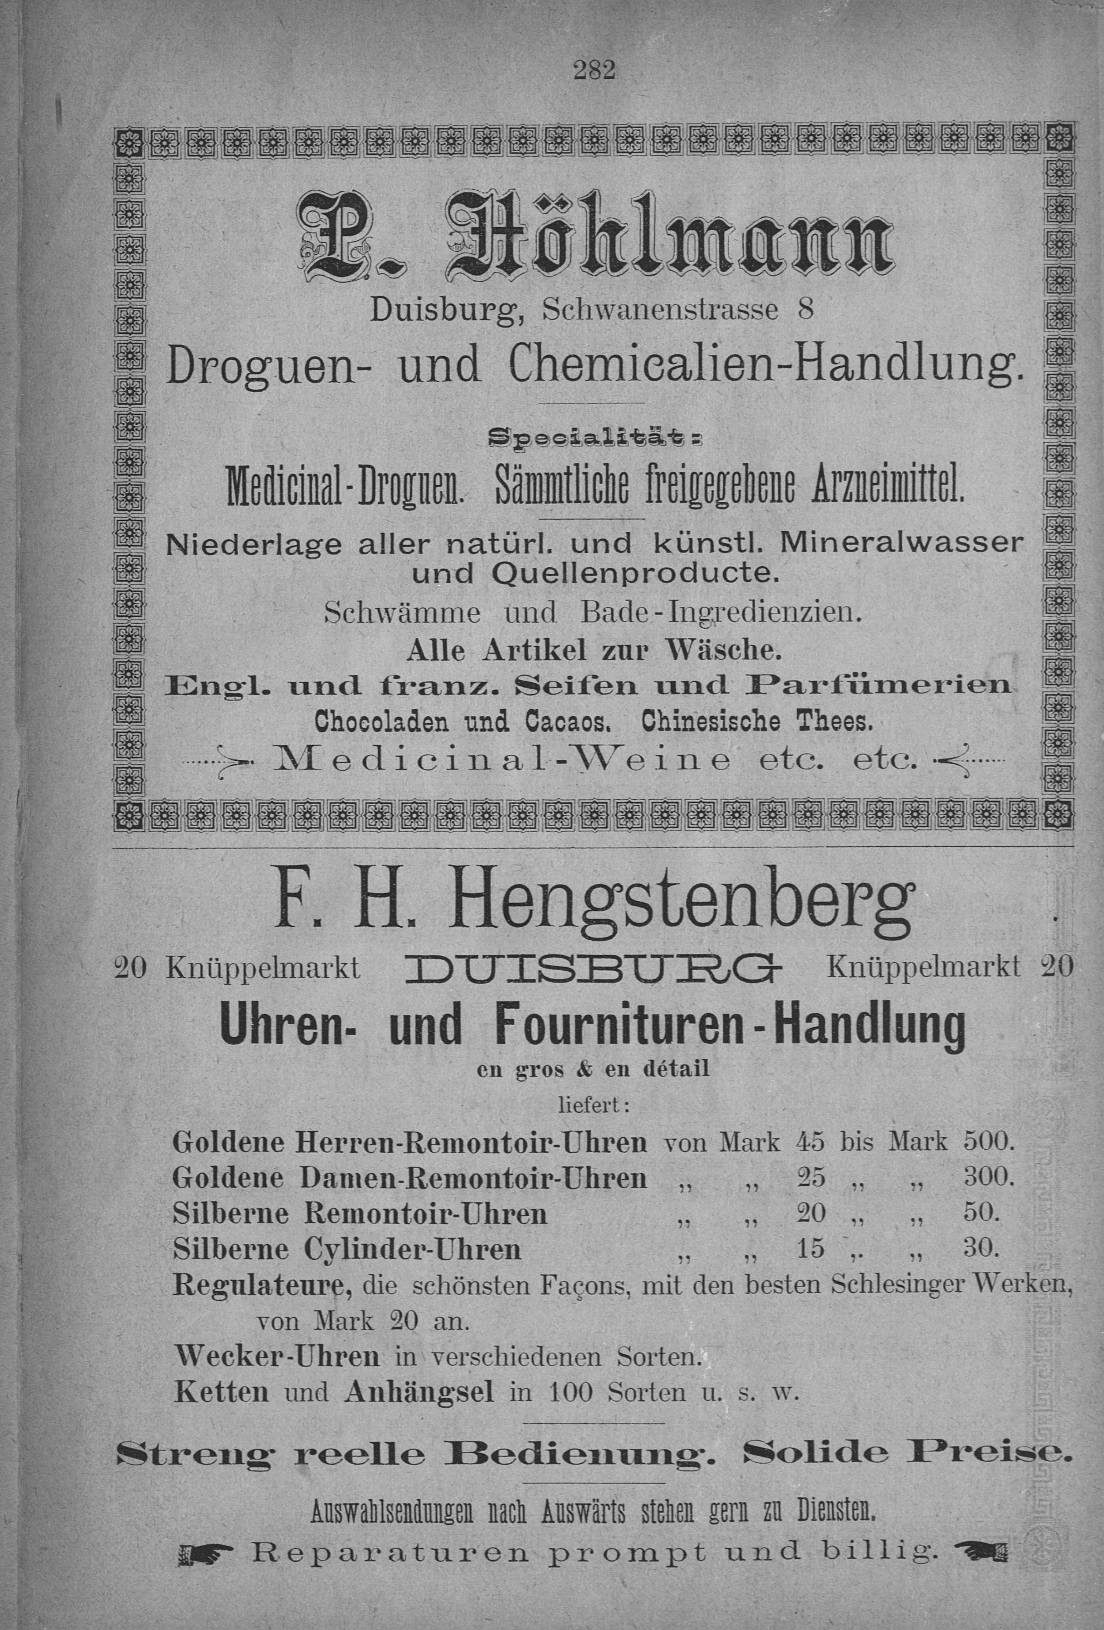 282
P. Höhlmann
Duisburg, Schwanenstrasse 8
Droguen- und Chemicalien-Handlung.
Specialität:
Medicinal-Droguen. Sämmtliche freigegebene Arzneimittel.
Niederlage aller natürl. und künstl. Mineralwasser
und Quellenproducte.
Schwämme und Bade-Ingredienzien.
Alle Artikel zur Wäsche.
Engl. und franz. Seifen und Parfümerien
Chocoladen und Cacaos. Chinesische Thees.
Medicinal-Weine etc. etc.
F. H. Hengstenberg
20 Knüppelmarkt DUISBURG Knüppelmarkt 20
Uhren- und Fournituren-Handlung
en gros & en détail
liefert:
Goldene Herren-Remontoir-Uhren von Mark 45 bis Mark 500.
Goldene Damen-Remontoir-Uhren „ „ 25 „ „ 300.
Silberne Remontoir-Uhren „ „ 20 „ „ 50.
Silberne Cylinder-Uhren „ „ 15 „ „ 30.
Regulateure, die schönsten Façons, mit den besten Schlesinger Werken,
von Mark 20 an.
Wecker-Uhren in verschiedenen Sorten.
Ketten und Anhängsel in 100 Sorten u. s. w.
Streng reelle Bedienung. Solide Preise.
Auswahlsendungen nach Auswärts stehen gern zu Diensten.
Reparaturen prompt und billig.